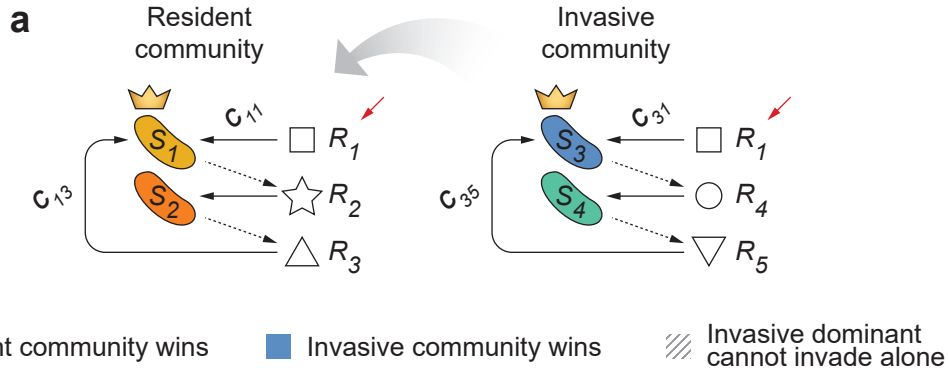 a
Resident
community
Invasive
community
c11
S1
R1
S2
R2
c13
R3
c31
S3
R1
S4
R4
c35
R5
community wins
Invasive community wins
Invasive dominant
cannot invade alone